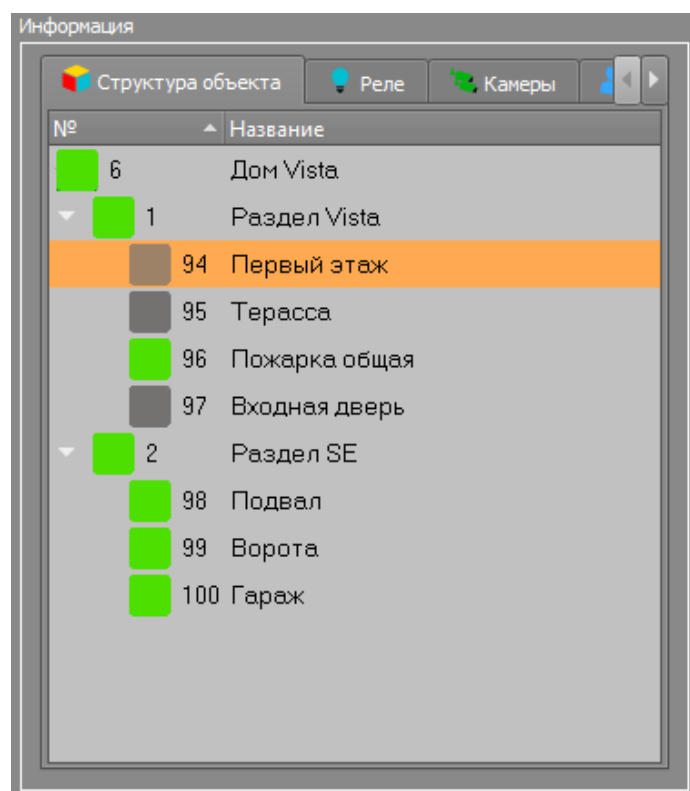 Информация
Структура объекта Реле Камеры
№ Название
6 Дом Vista
1 Раздел Vista
94 Первый этаж
95 Терасса
96 Пожарка общая
97 Входная дверь
2 Раздел SE
98 Подвал
99 Ворота
100 Гараж